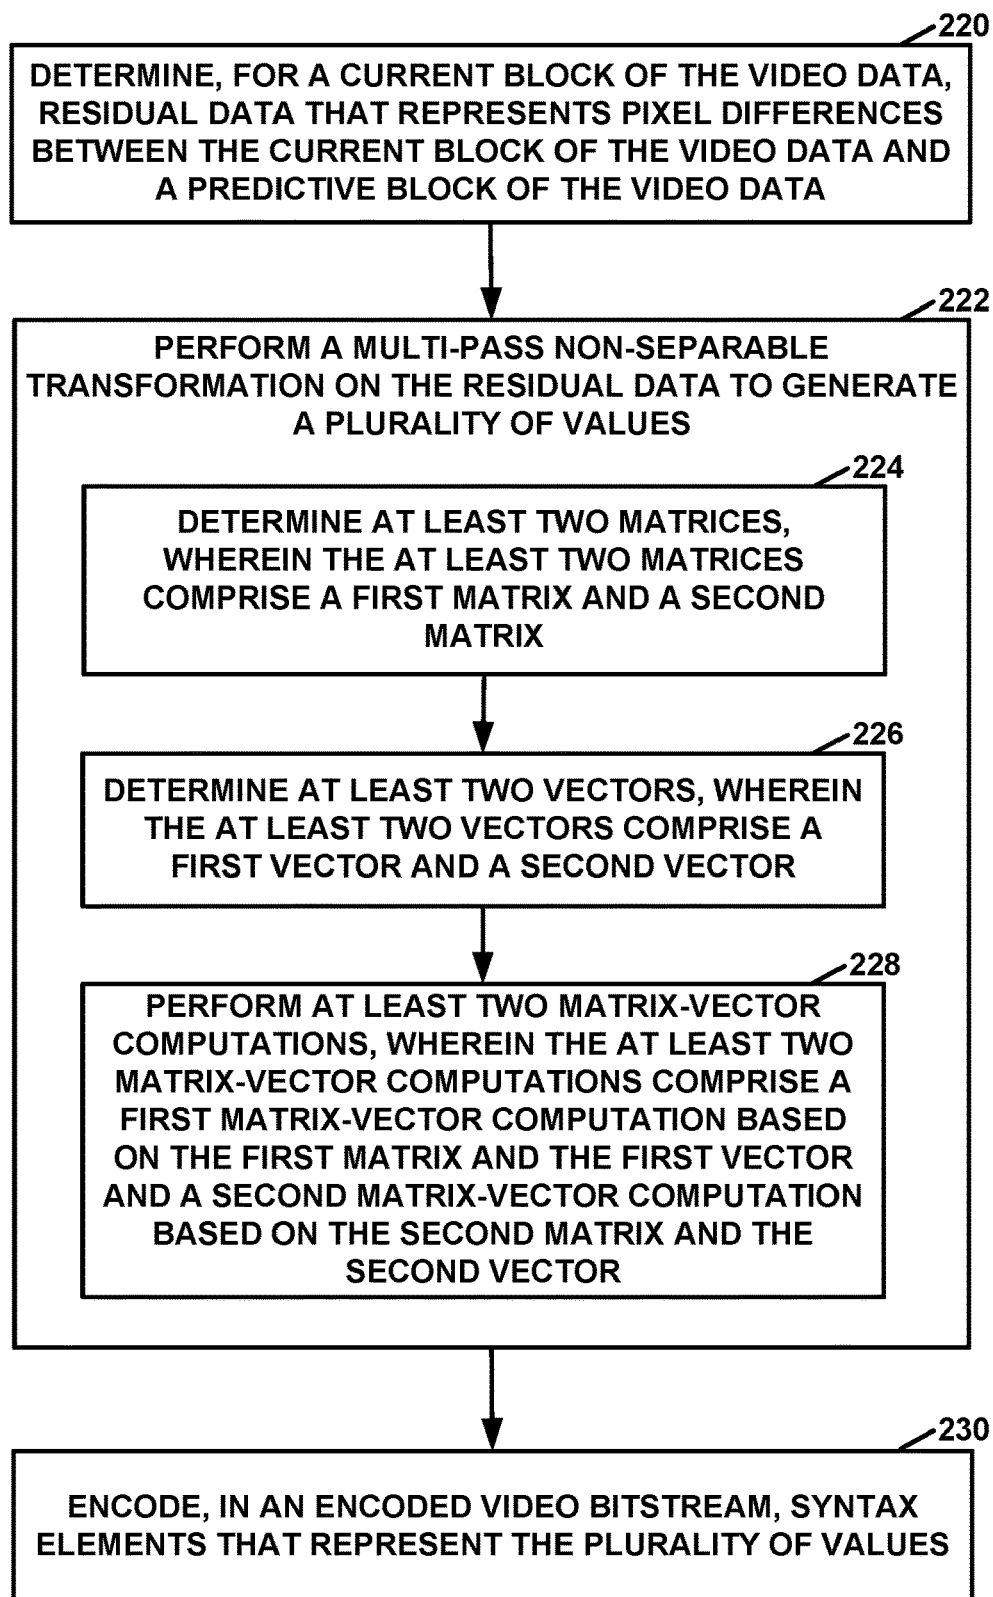 220
DETERMINE, FOR A CURRENT BLOCK OF THE VIDEO DATA,
RESIDUAL DATA THAT REPRESENTS PIXEL DIFFERENCES
BETWEEN THE CURRENT BLOCK OF THE VIDEO DATA AND
A PREDICTIVE BLOCK OF THE VIDEO DATA
222
PERFORM A MULTI-PASS NON-SEPARABLE
TRANSFORMATION ON THE RESIDUAL DATA TO GENERATE
A PLURALITY OF VALUES
224
DETERMINE AT LEAST TWO MATRICES,
WHEREIN THE AT LEAST TWO MATRICES
COMPRISE A FIRST MATRIX AND A SECOND
MATRIX
226
DETERMINE AT LEAST TWO VECTORS, WHEREIN
THE AT LEAST TWO VECTORS COMPRISE A
FIRST VECTOR AND A SECOND VECTOR
228
PERFORM AT LEAST TWO MATRIX-VECTOR
COMPUTATIONS, WHEREIN THE AT LEAST TWO
MATRIX-VECTOR COMPUTATIONS COMPRISE A
FIRST MATRIX-VECTOR COMPUTATION BASED
ON THE FIRST MATRIX AND THE FIRST VECTOR
AND A SECOND MATRIX-VECTOR COMPUTATION
BASED ON THE SECOND MATRIX AND THE
SECOND VECTOR
230
ENCODE, IN AN ENCODED VIDEO BITSTREAM, SYNTAX
ELEMENTS THAT REPRESENT THE PLURALITY OF VALUES